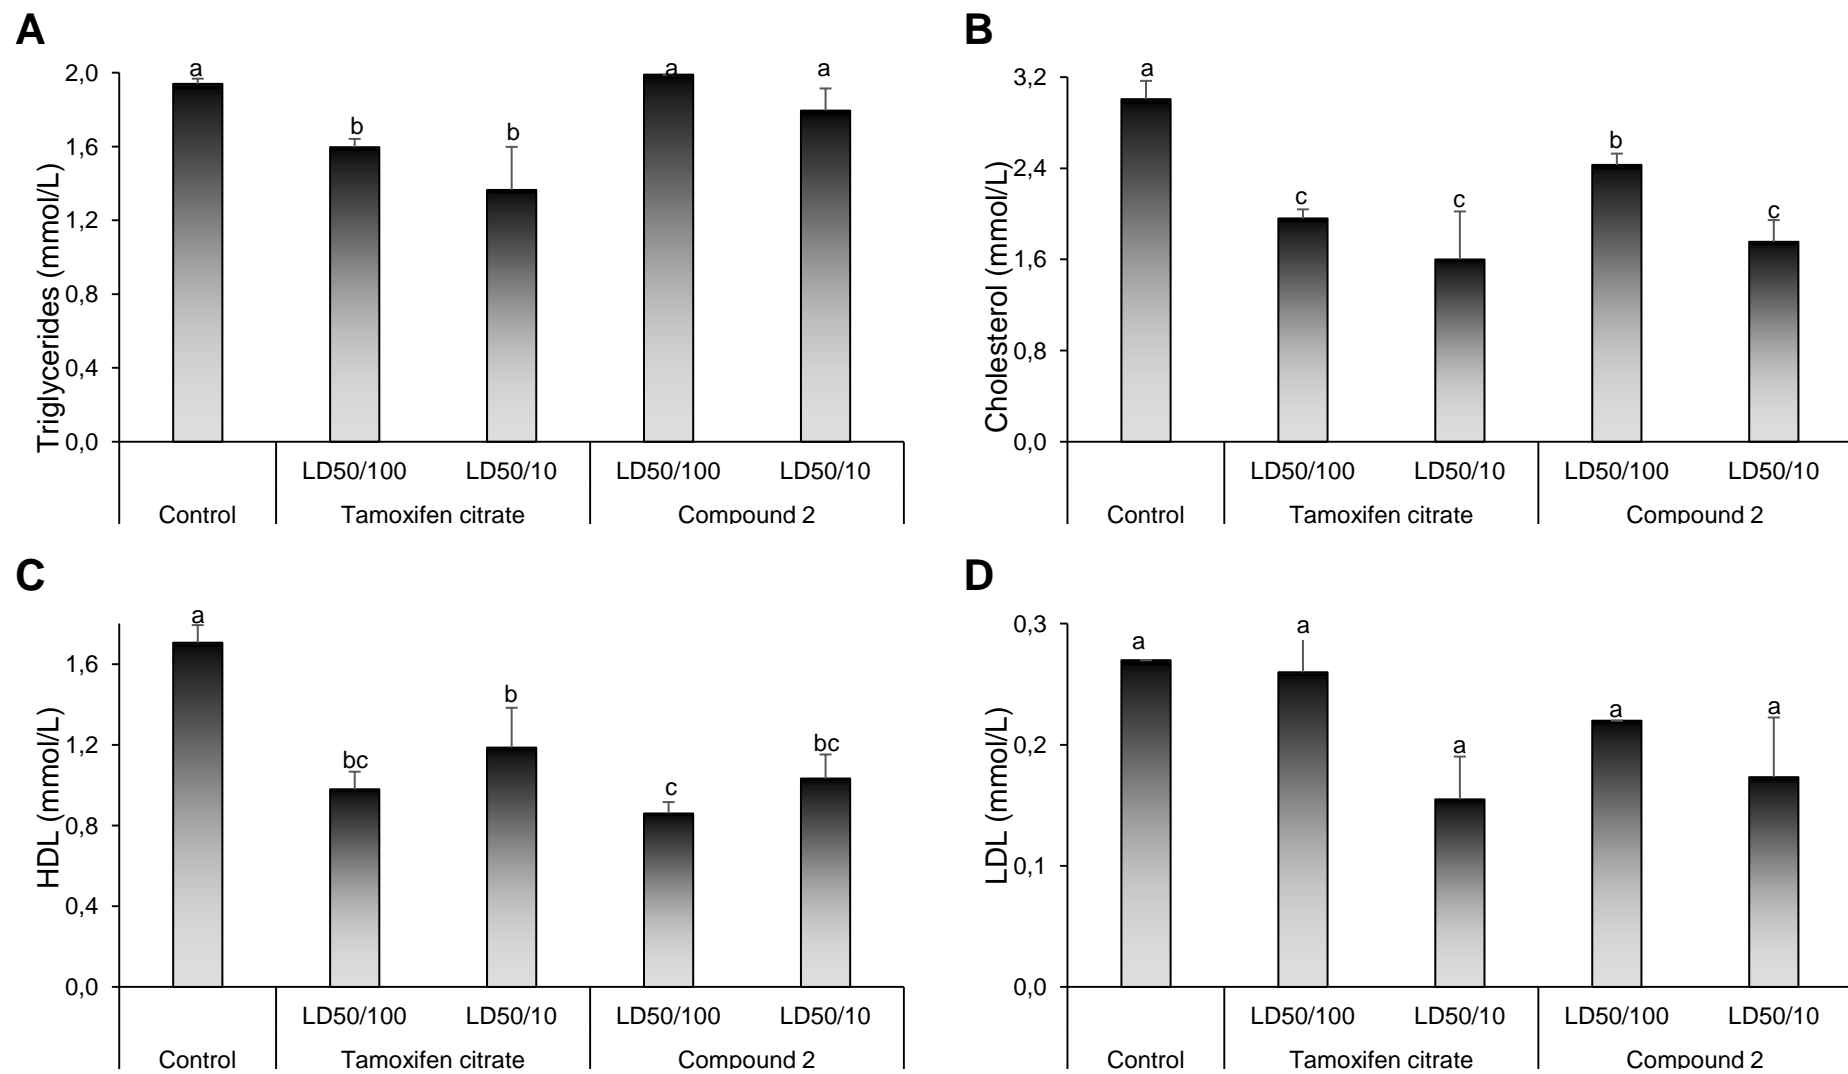 A
Triglycerides (mmol/L)
2,0
1,6
1,2
0,8
0,4
0,0
a
b
b
a
a
LD50/100 LD50/10 LD50/100 LD50/10
Control Tamoxifen citrate Compound 2
B
Cholesterol (mmol/L)
3,2
2,4
1,6
0,8
0,0
a
c
c
b
c
LD50/100 LD50/10 LD50/100 LD50/10
Control Tamoxifen citrate Compound 2
C
HDL (mmol/L)
1,6
1,2
0,8
0,4
0,0
a
bc
b
c
bc
LD50/100 LD50/10 LD50/100 LD50/10
Control Tamoxifen citrate Compound 2
D
LDL (mmol/L)
0,3
0,2
0,1
0,0
a
a
a
a
a
LD50/100 LD50/10 LD50/100 LD50/10
Control Tamoxifen citrate Compound 2